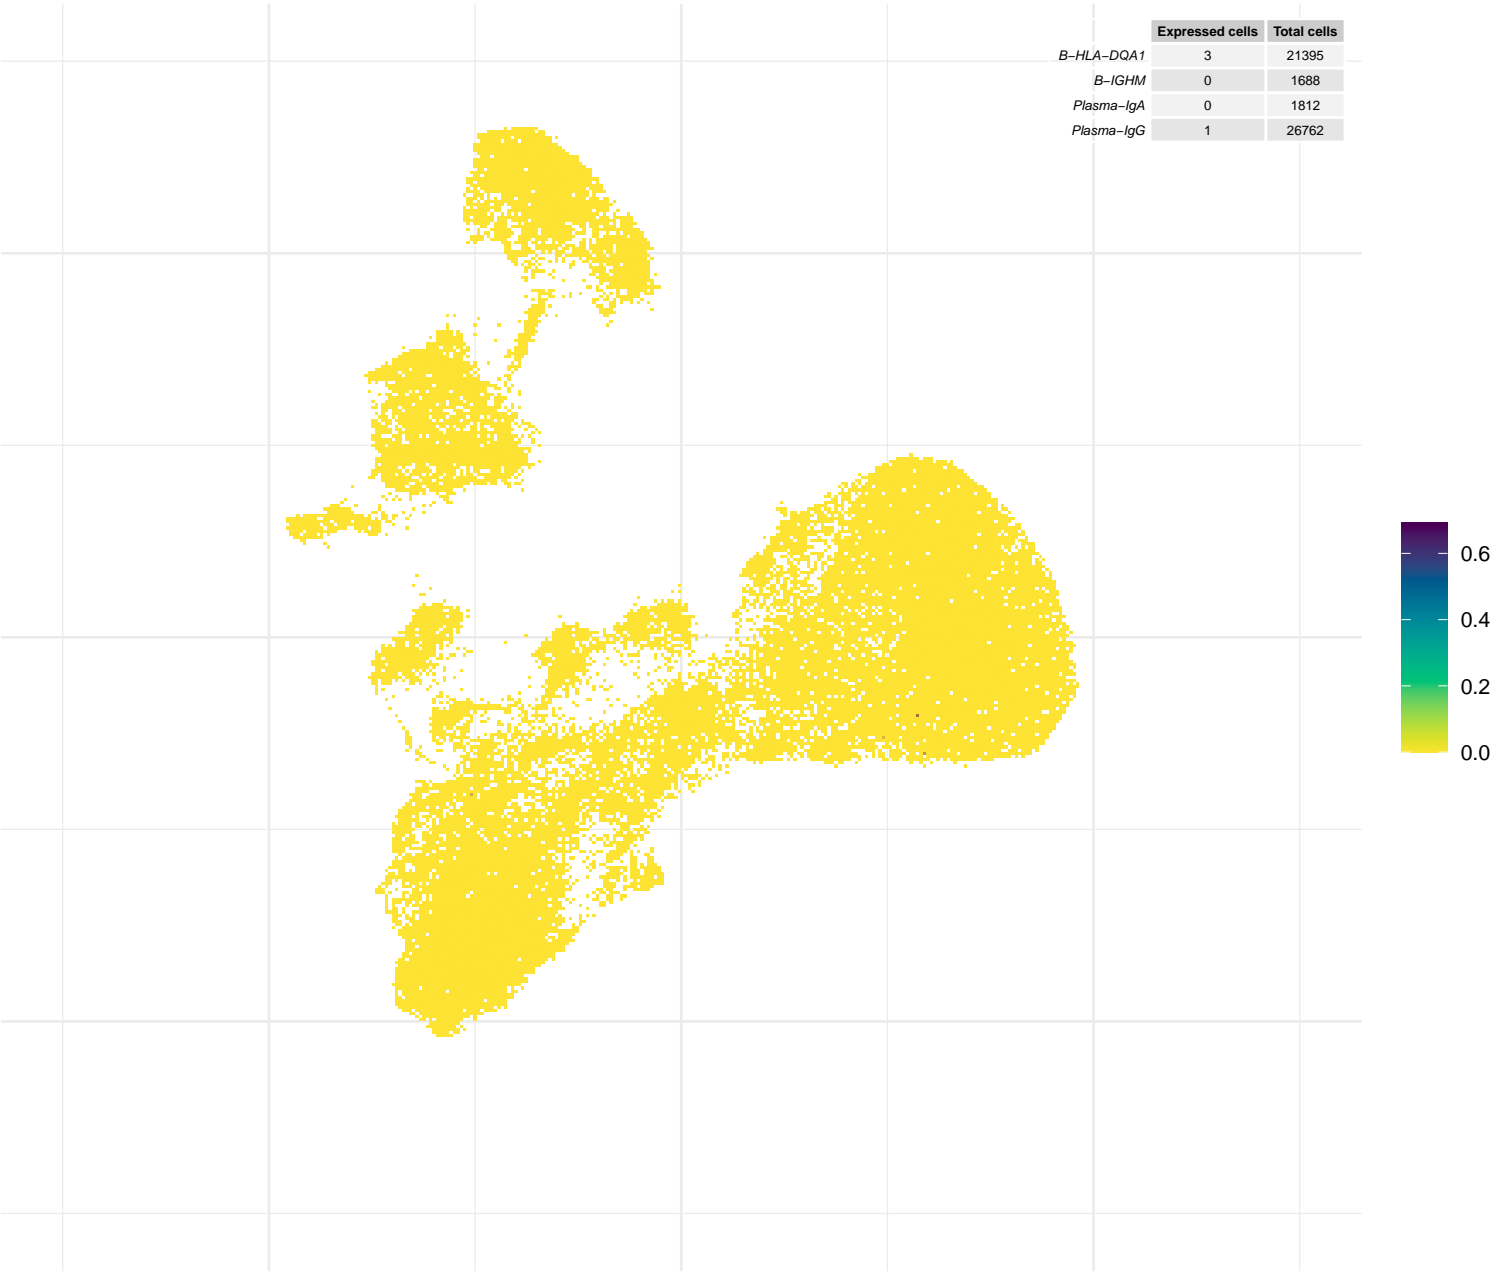 Expressed cells Total cells
B−HLA−DQA1 3 21395
B−IGHM 0 1688
Plasma−IgA 0 1812
Plasma−IgG 1 26762
0.6
0.4
0.2
0.0